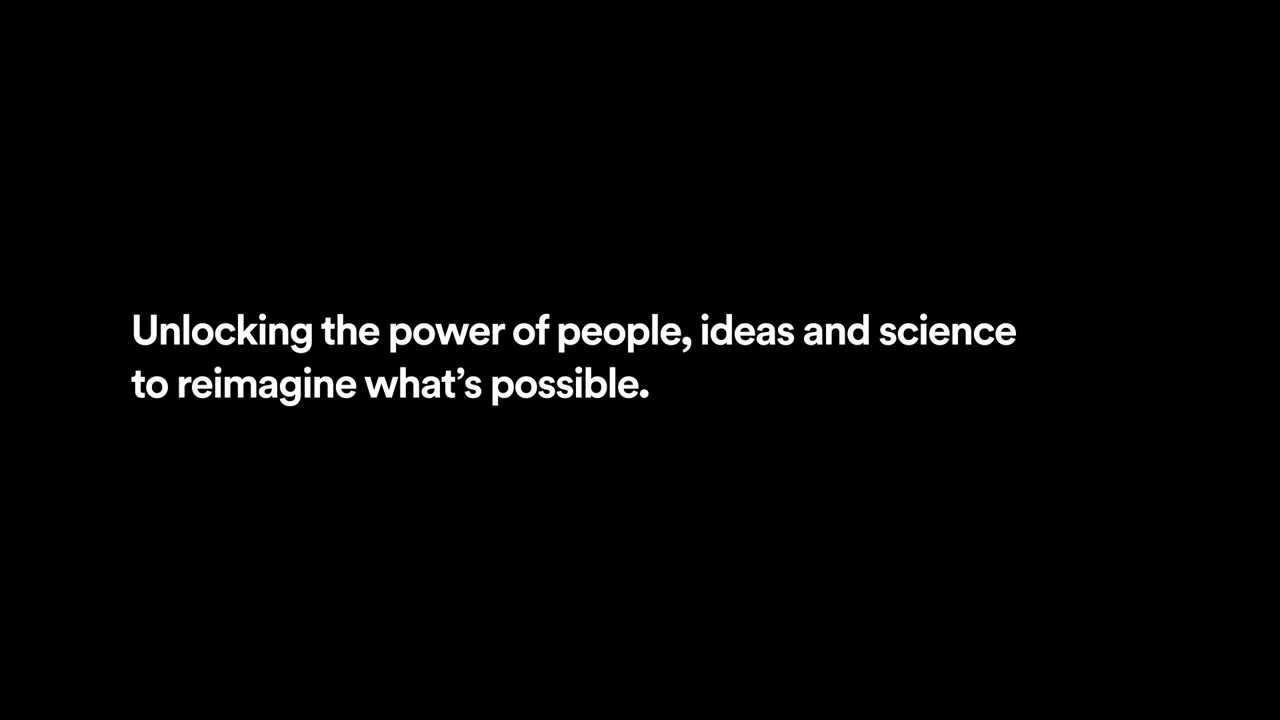 Unlocking the power of people, ideas and science
to reimagine what’s possible.